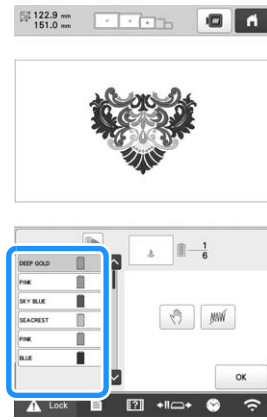 122.9 mm
151.0 mm
1
6
DEEP GOLD
PINK
SKY BLUE
SEACREST
PINK
BLUE
OK
Lock